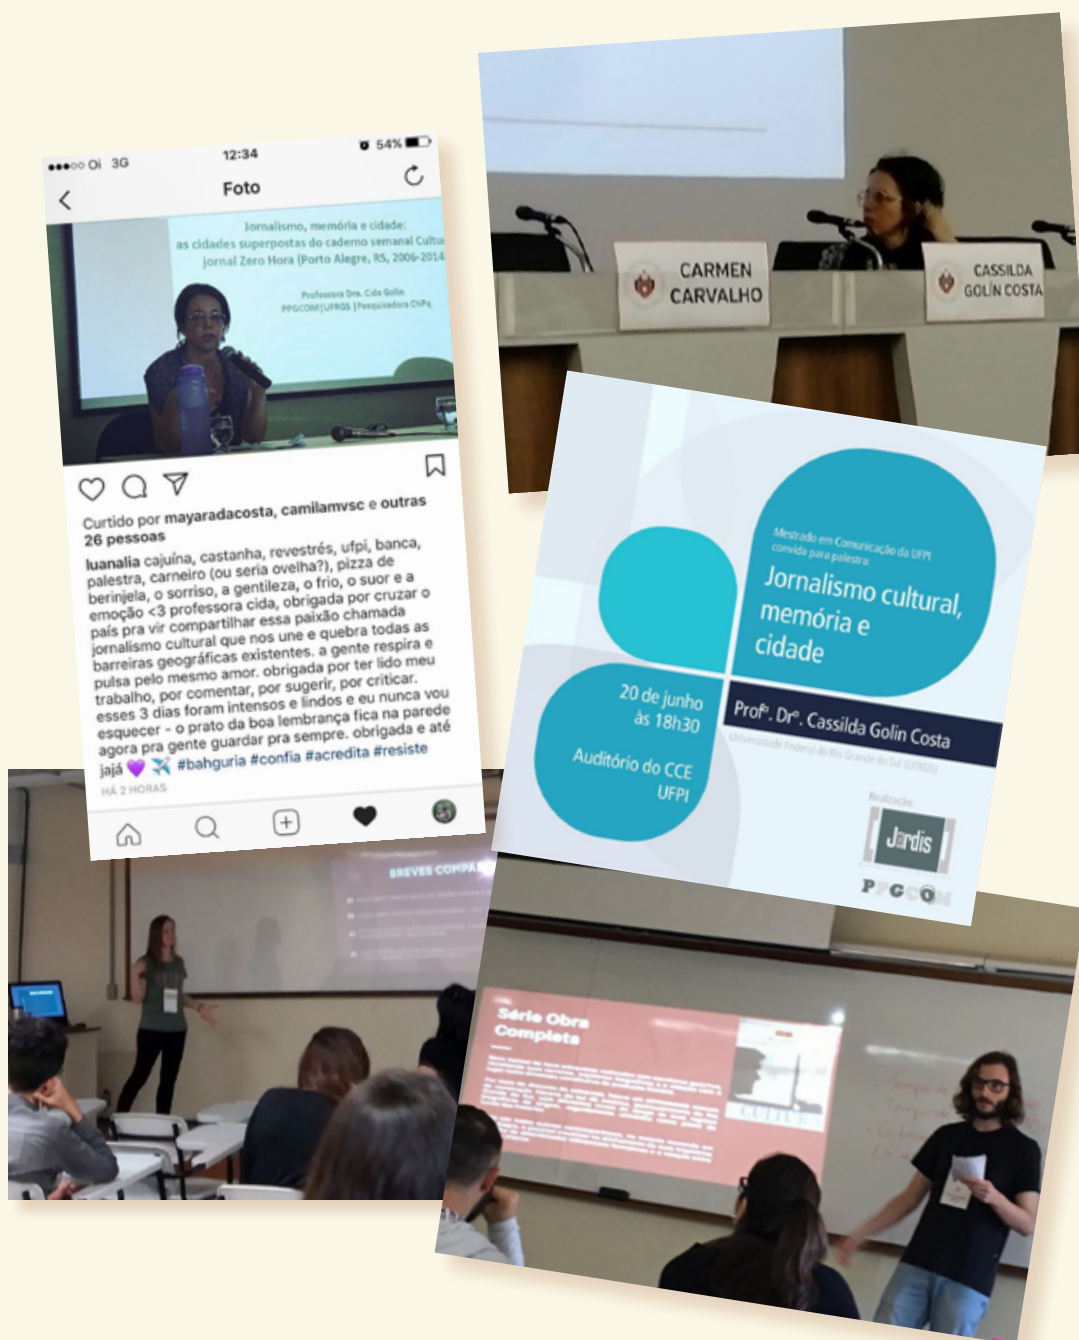 Oi 3G
12:34
54%
Foto
Jornalismo, memória e cidade:
as cidades superpostas do caderno semanal Cultu
jornal Zero Hora (Porto Alegre, RS, 2006-2014
Professora Dra. Cida Golin
PPGCOM|UFRGS |Pesquisadora CNPq
Curtido por mayaradacosta, camilamvsc e outras
26 pessoas
luanalia cajuína, castanha, revestrés, ufpi, banca,
palestra, carneiro (ou seria ovelha?), pizza de
berinjela, o sorriso, a gentileza, o frio, o suor e a
emoção <3 professora cida, obrigada por cruzar o
país pra vir compartilhar essa paixão chamada
jornalismo cultural que nos une e quebra todas as
barreiras geográficas existentes. a gente respira e
pulsa pelo mesmo amor. obrigada por ter lido meu
trabalho, por comentar, por sugerir, por criticar.
esses 3 dias foram intensos e lindos e eu nunca vou
esquecer - o prato da boa lembrança fica na parede
agora pra gente guardar pra sempre. obrigada e até
jajá 💜 ✈️ #bahguria #confia #acredita #resiste
HÁ 2 HORAS
CARMEN
CARVALHO
CASSILDA
GOLIN COSTA
Mestrado em Comunicação da UFPI
convida para palestra:
Jornalismo cultural,
memória e
cidade
20 de junho
às 18h30
Auditório do CCE
UFPI
Profª. Drª. Cassilda Golin Costa
Universidade Federal do Rio Grande do Sul (UFRGS)
Realização:
Jordis
PPGCOM
BREVES COMPA
Série Obra
Completa
CULTURA